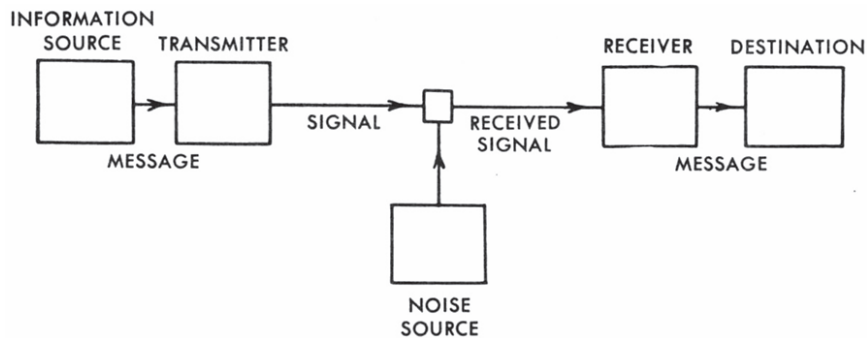 INFORMATION
SOURCE
TRANSMITTER
RECEIVER
DESTINATION
SIGNAL
RECEIVED
SIGNAL
MESSAGE
MESSAGE
NOISE
SOURCE